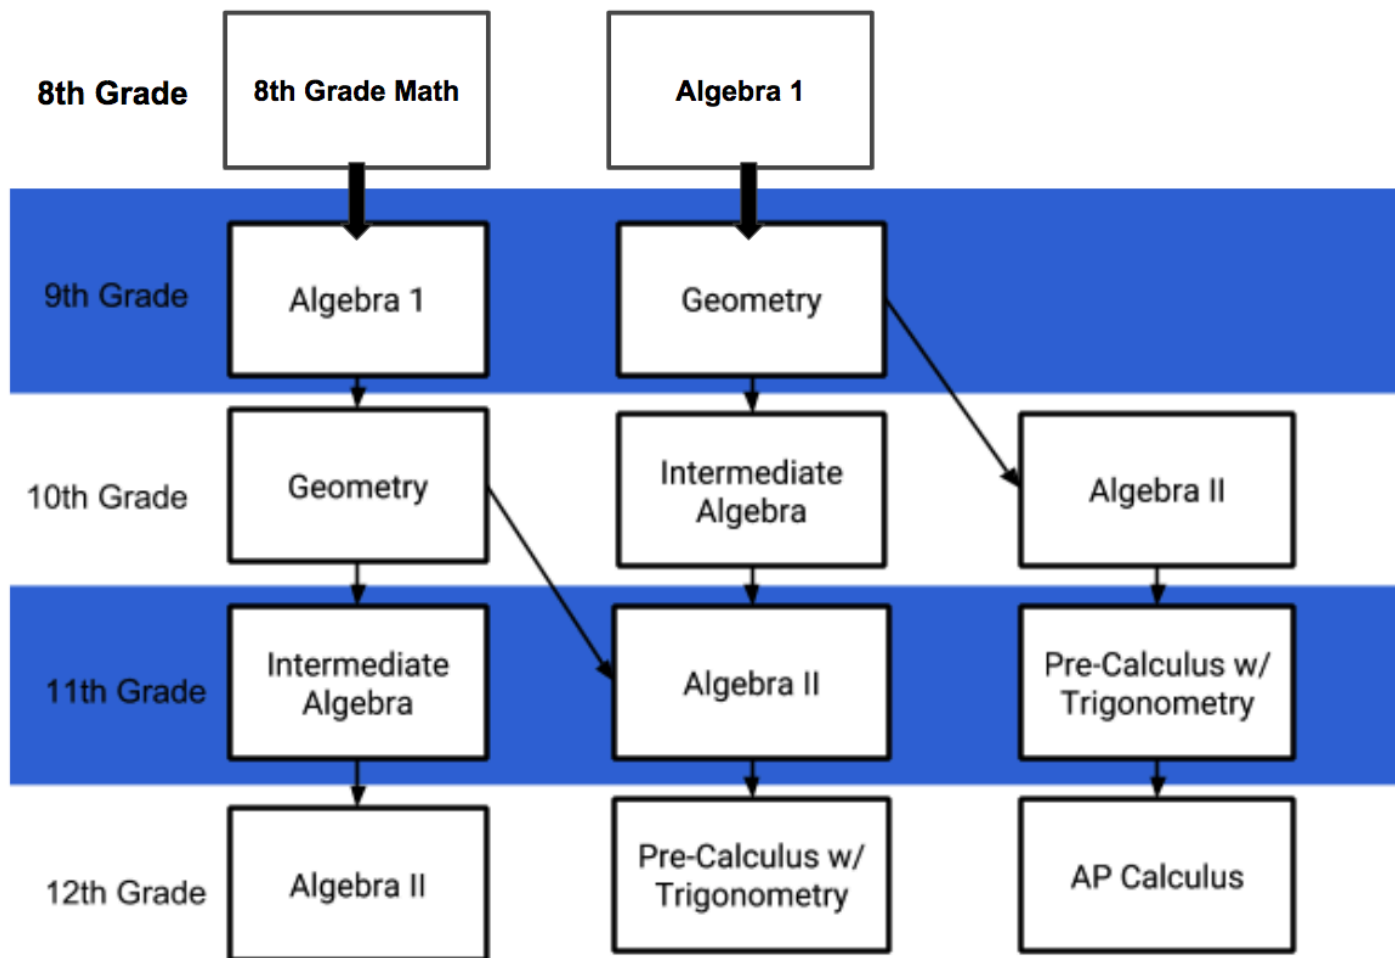 8th Grade
8th Grade Math
Algebra 1
9th Grade
Algebra 1
Geometry
10th Grade
Geometry
Intermediate
Algebra
Algebra II
11th Grade
Intermediate
Algebra
Algebra II
Pre-Calculus w/
Trigonometry
12th Grade
Algebra II
Pre-Calculus w/
Trigonometry
AP Calculus